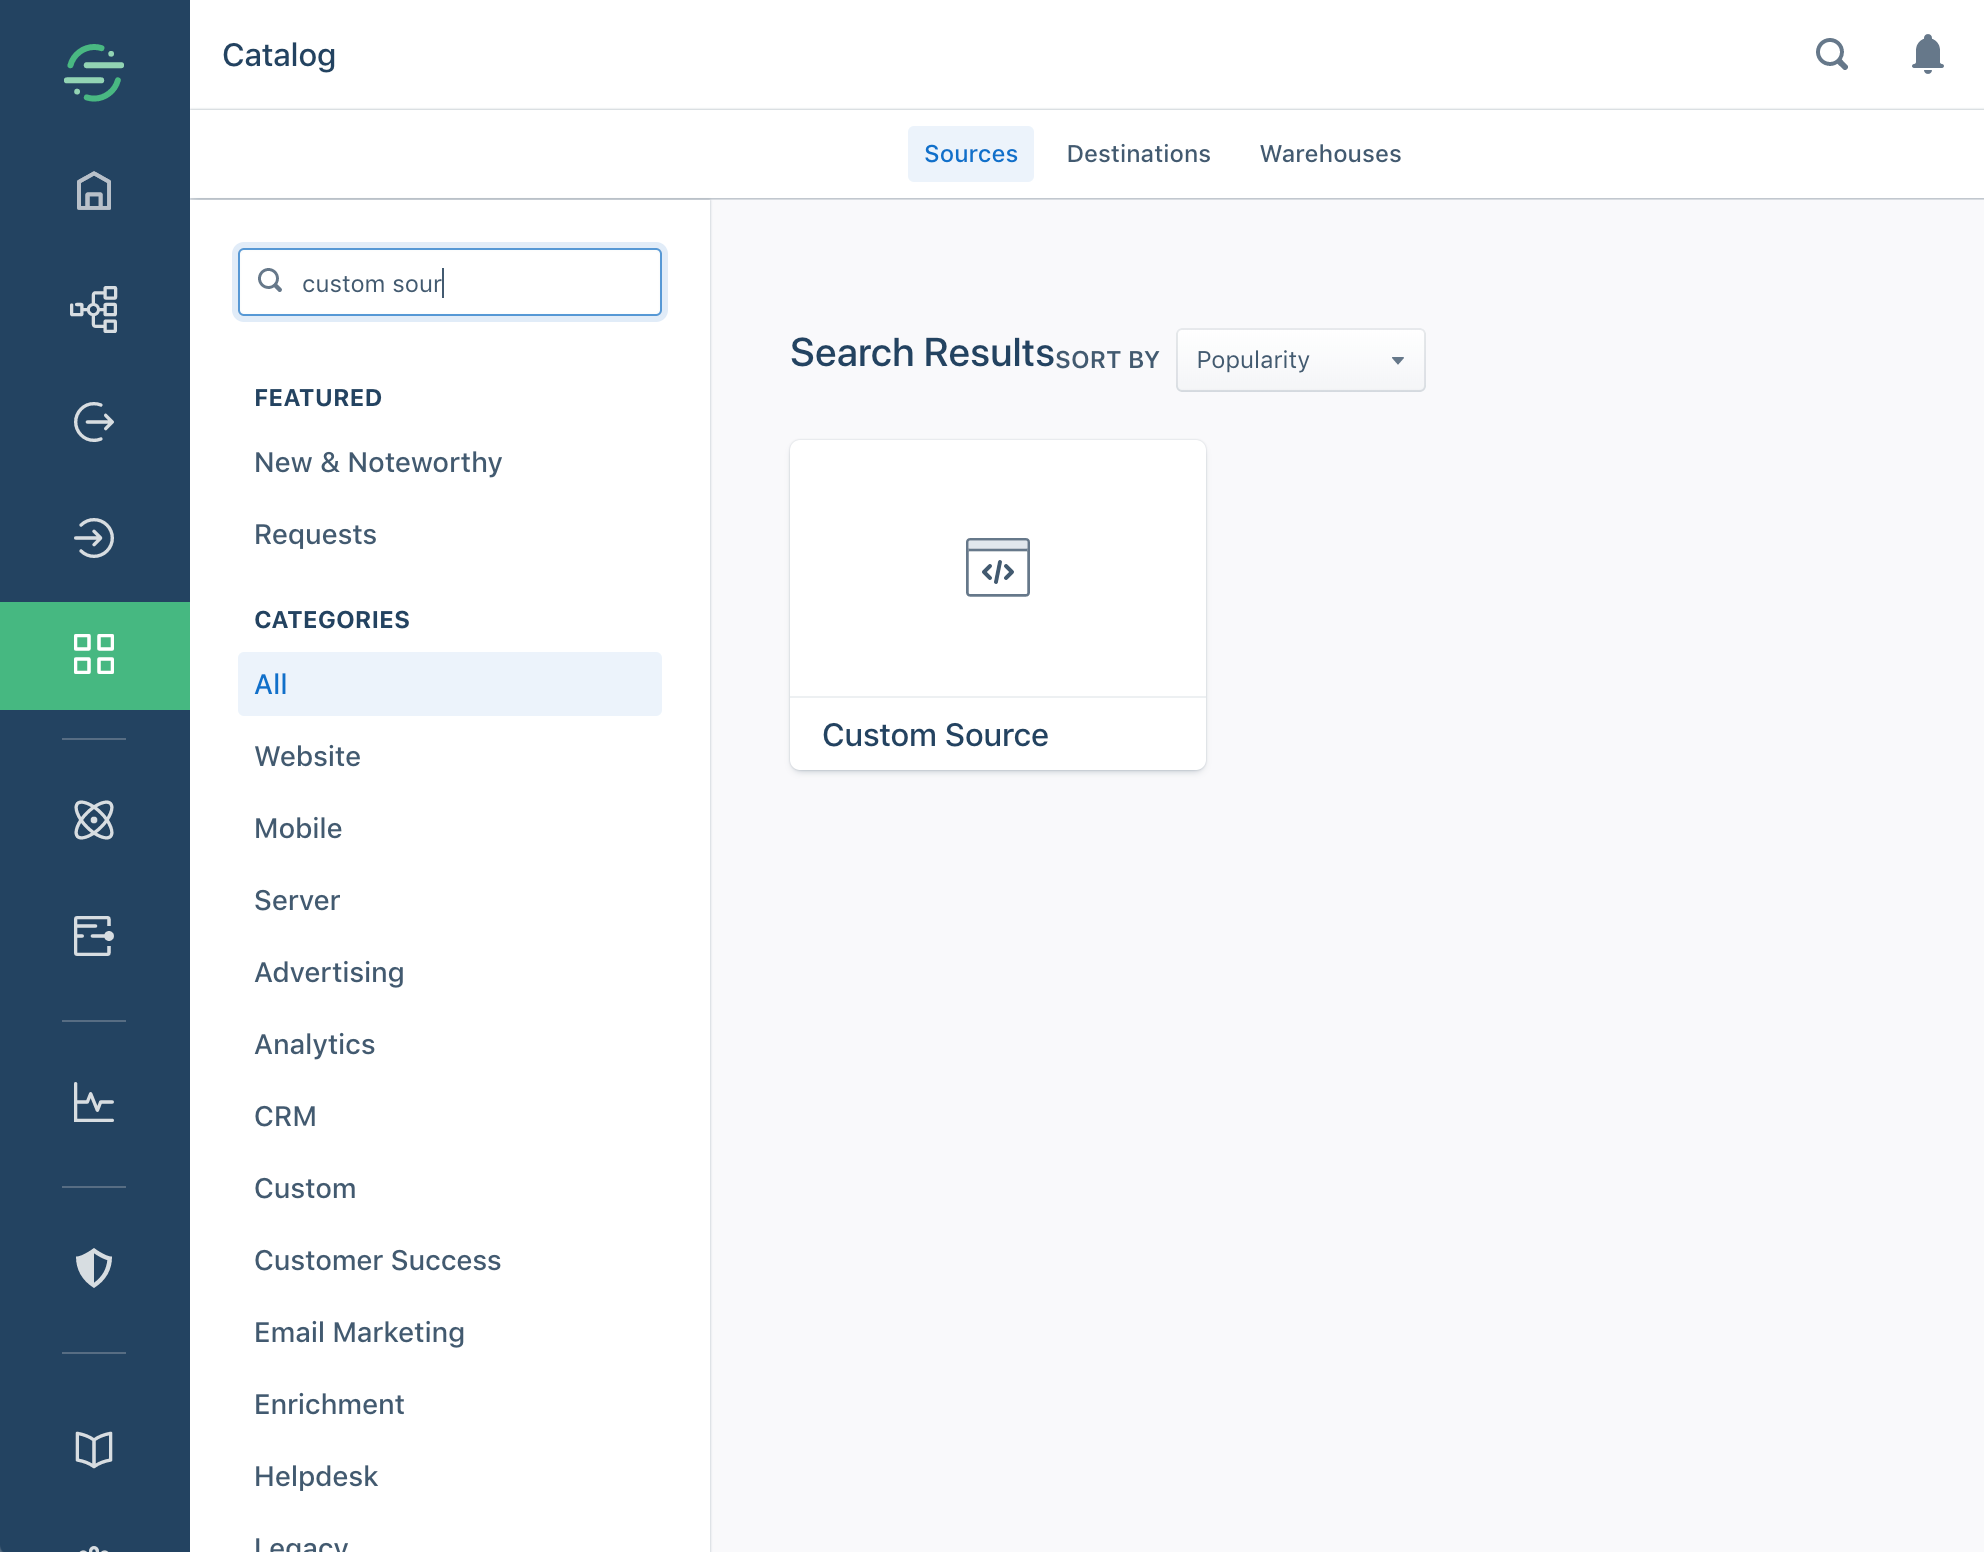 Catalog
Sources
Destinations
Warehouses
custom sour
FEATURED
New & Noteworthy
Requests
CATEGORIES
All
Website
Mobile
Server
Advertising
Analytics
CRM
Custom
Customer Success
Email Marketing
Enrichment
Helpdesk
Legacy
Search Results
SORT BY
Popularity
</>
Custom Source